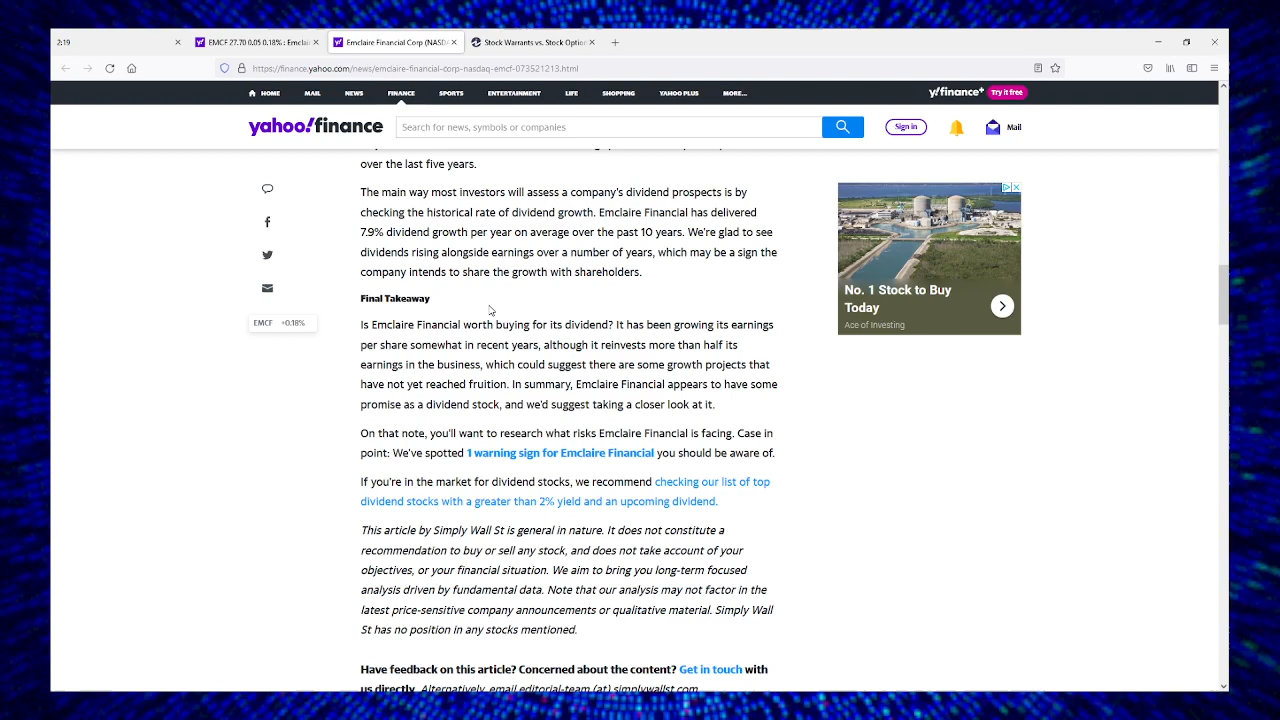 2:19
EMCF 27.70 0.05 0.18% : Emclai
Emclaire Financial Corp (NASDA
Stock Warrants vs. Stock Option
https://finance.yahoo.com/news/emclaire-financial-corp-nasdaq-emcf-073521213.html
HOME MAIL NEWS FINANCE SPORTS ENTERTAINMENT LIFE SHOPPING YAHOO PLUS MORE...
y!finance+ Try it free
yahoo!finance
Search for news, symbols or companies
Sign in
Mail
over the last five years.
The main way most investors will assess a company's dividend prospects is by
checking the historical rate of dividend growth. Emclaire Financial has delivered
7.9% dividend growth per year on average over the past 10 years. We're glad to see
dividends rising alongside earnings over a number of years, which may be a sign the
company intends to share the growth with shareholders.
Final Takeaway
Is Emclaire Financial worth buying for its dividend? It has been growing its earnings
per share somewhat in recent years, although it reinvests more than half its
earnings in the business, which could suggest there are some growth projects that
have not yet reached fruition. In summary, Emclaire Financial appears to have some
promise as a dividend stock, and we'd suggest taking a closer look at it.
On that note, you'll want to research what risks Emclaire Financial is facing. Case in
point: We've spotted 1 warning sign for Emclaire Financial you should be aware of.
If you're in the market for dividend stocks, we recommend checking our list of top
dividend stocks with a greater than 2% yield and an upcoming dividend.
This article by Simply Wall St is general in nature. It does not constitute a
recommendation to buy or sell any stock, and does not take account of your
objectives, or your financial situation. We aim to bring you long-term focused
analysis driven by fundamental data. Note that our analysis may not factor in the
latest price-sensitive company announcements or qualitative material. Simply Wall
St has no position in any stocks mentioned.
Have feedback on this article? Concerned about the content? Get in touch with
us directly. Alternatively, email editorial-team (at) simplywallst.com.
EMCF +0.18%
No. 1 Stock to Buy
Today
Ace of Investing